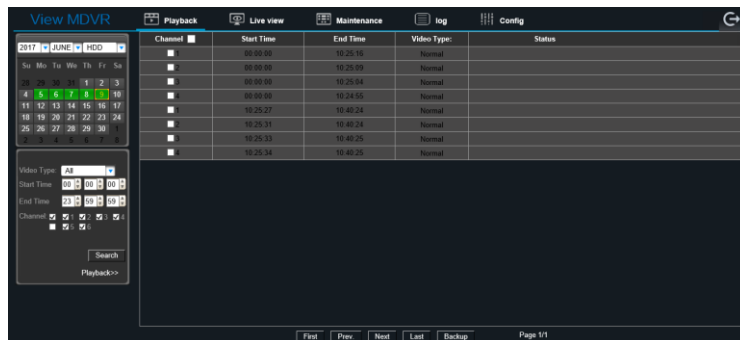 View MDVR Playback Live view Maintenance log Config
Channel Start Time End Time Video Type: Status
1 00:00:00 10:25:16 Normal
2 00:00:00 10:25:09 Normal
3 00:00:00 10:25:04 Normal
4 00:00:00 10:24:55 Normal
1 10:25:27 10:40:24 Normal
2 10:25:31 10:40:24 Normal
3 10:25:33 10:40:25 Normal
4 10:25:34 10:40:25 Normal
2017 JUNE HDD
Su Mo Tu We Th Fr Sa
28 29 30 31 1 2 3
4 5 6 7 8 9 10
11 12 13 14 15 16 17
18 19 20 21 22 23 24
25 26 27 28 29 30 1
2 3 4 5 6 7 8
Video Type All
Start Time 00 00 00
End Time 23 59 59
Channel 1 2 3 4
5 6
Search
Playback>>
First Prev. Next Last Backup Page 1/1